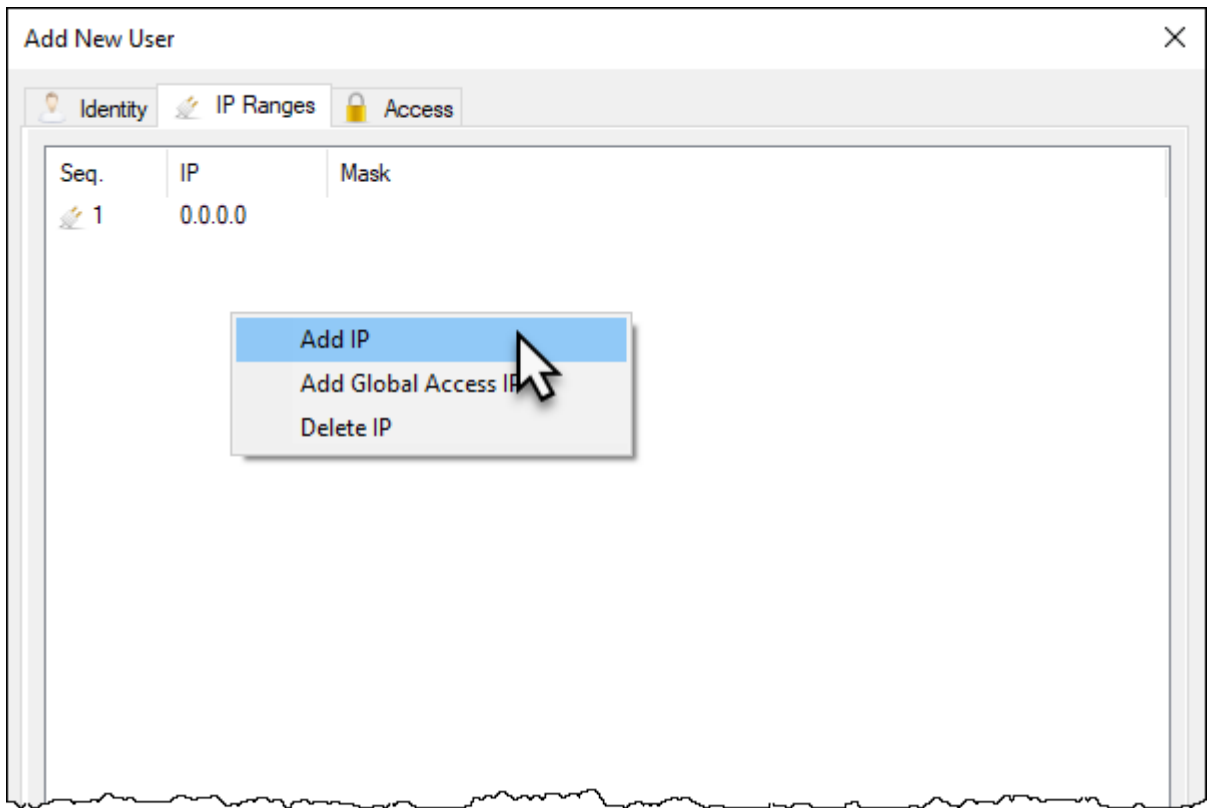 Add New User
Identity IP Ranges Access
Seq. IP Mask
1 0.0.0.0
Add IP
Add Global Access IP
Delete IP